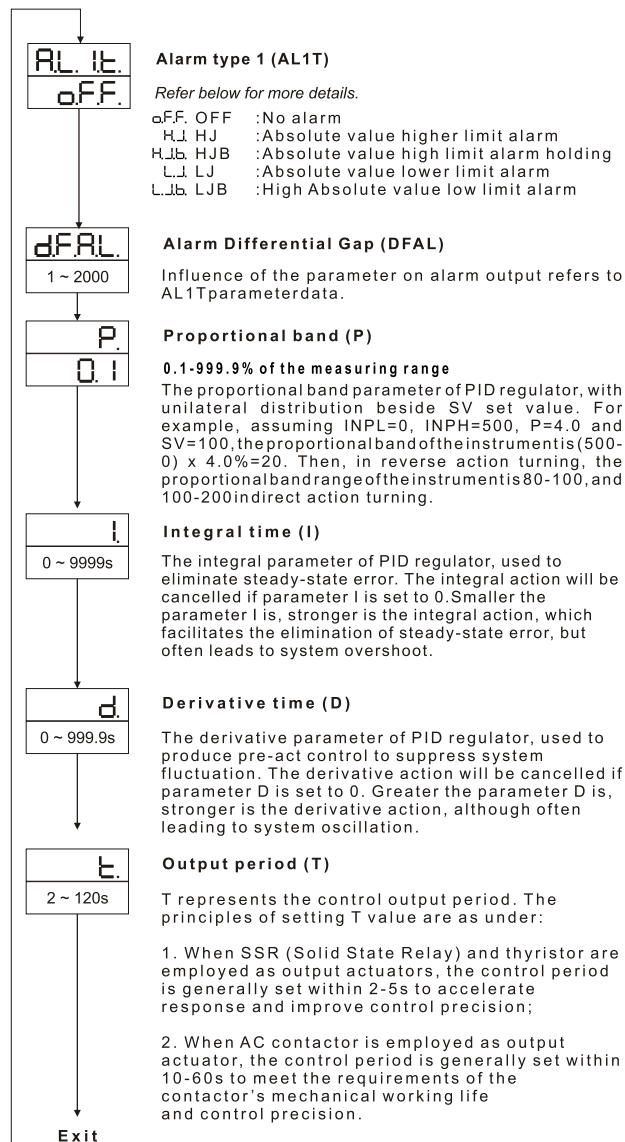 A.L. 1.t.
o.F.F.
Alarm type 1 (AL1T)
Refer below for more details.
o.F.F. OFF :No alarm
H.J. HJ :Absolute value higher limit alarm
H.J.b. HJB :Absolute value high limit alarm holding
L.J. LJ :Absolute value lower limit alarm
L.J.b. LJB :High Absolute value low limit alarm
d.F.A.L.
1 ~ 2000
Alarm Differential Gap (DFAL)
Influence of the parameter on alarm output refers to
AL1Tparameterdata.
P.
0. 1
Proportional band (P)
0.1-999.9% of the measuring range
The proportional band parameter of PID regulator, with
unilateral distribution beside SV set value. For
example, assuming INPL=0, INPH=500, P=4.0 and
SV=100, the proportional band of the instrument is (500-
0) x 4.0%=20. Then, in reverse action turning, the
proportional band range of the instrument is 80-100, and
100-200 in direct action turning.
I.
0 ~ 9999s
Integral time (I)
The integral parameter of PID regulator, used to
eliminate steady-state error. The integral action will be
cancelled if parameter I is set to 0.Smaller the
parameter I is, stronger is the integral action, which
facilitates the elimination of steady-state error, but
often leads to system overshoot.
d.
0 ~ 999.9s
Derivative time (D)
The derivative parameter of PID regulator, used to
produce pre-act control to suppress system
fluctuation. The derivative action will be cancelled if
parameter D is set to 0. Greater the parameter D is,
stronger is the derivative action, although often
leading to system oscillation.
t.
2 ~ 120s
Output period (T)
T represents the control output period. The
principles of setting T value are as under:
1. When SSR (Solid State Relay) and thyristor are
employed as output actuators, the control period
is generally set within 2-5s to accelerate
response and improve control precision;
2. When AC contactor is employed as output
actuator, the control period is generally set within
10-60s to meet the requirements of the
contactor's mechanical working life
and control precision.
Exit